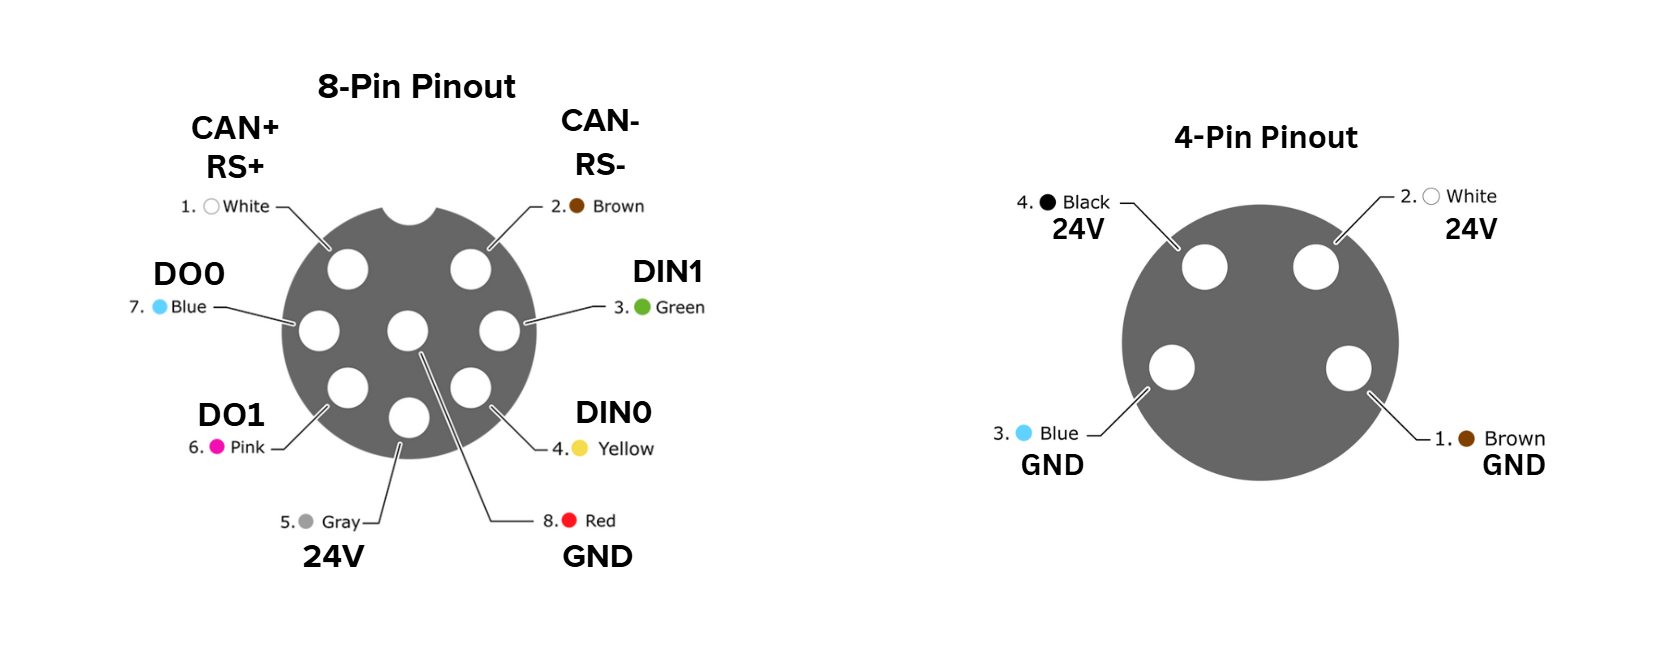 8-Pin Pinout
CAN+
RS+
CAN-
RS-
1. White
2. Brown
DO0
7. Blue
DIN1
3. Green
DO1
6. Pink
DIN0
4. Yellow
5. Gray
24V
8. Red
GND
4-Pin Pinout
4. Black
24V
2. White
24V
3. Blue
GND
1. Brown
GND